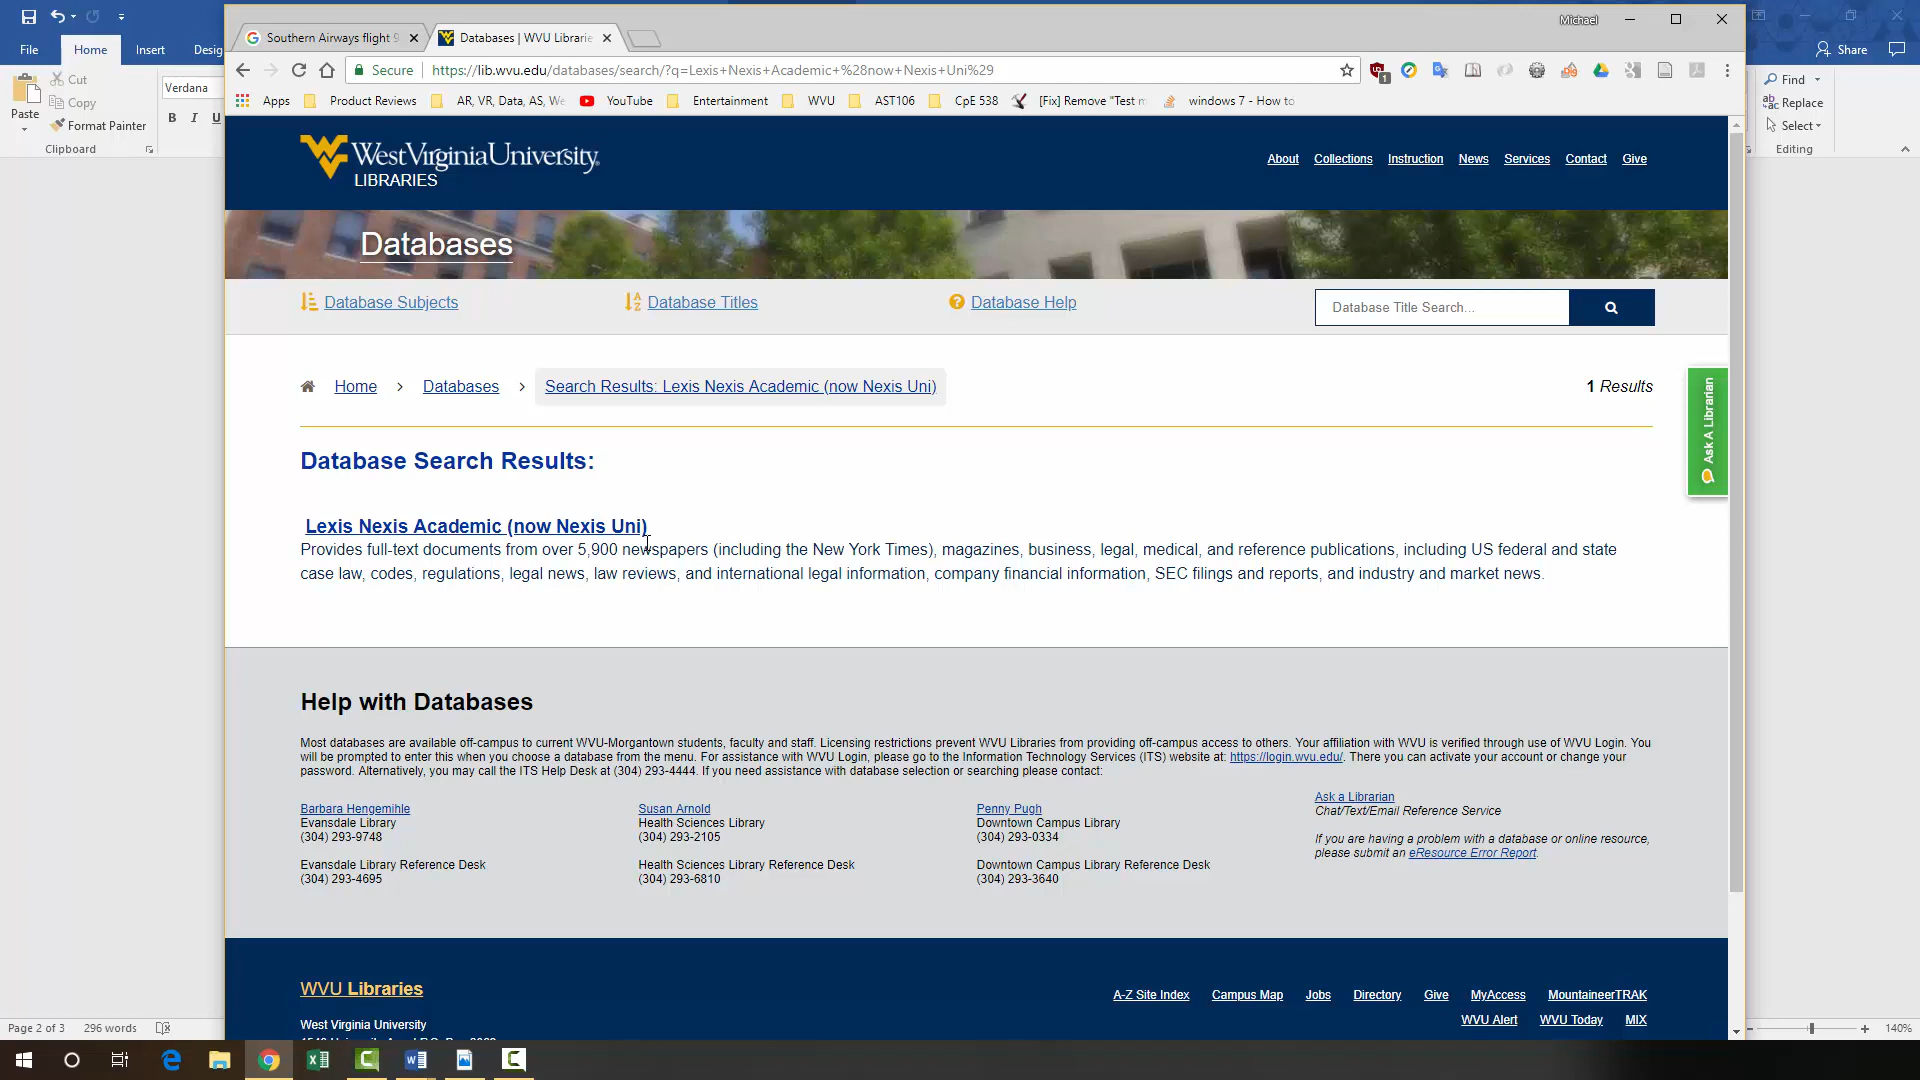 Michael
File
Home
Insert
Desig
Share
Southern Airways flight 9
Databases | WVU Librarie
Secure
https://lib.wvu.edu/databases/search/?q=Lexis+Nexis+Academic+%28now+Nexis+Uni%29
Paste
Cut
Copy
Format Painter
Clipboard
Verdana
B I U
Find
Replace
Select
Editing
Apps
Product Reviews
AR, VR, Data, AS, We
YouTube
Entertainment
WVU
AST106
CpE 538
[Fix] Remove "Test m
windows 7 - How to
West Virginia University
LIBRARIES
About
Collections
Instruction
News
Services
Contact
Give
Databases
Database Subjects
Database Titles
Database Help
Database Title Search...
Home > Databases > Search Results: Lexis Nexis Academic (now Nexis Uni)
1 Results
Ask A Librarian
Database Search Results:
Lexis Nexis Academic (now Nexis Uni)
Provides full-text documents from over 5,900 newspapers (including the New York Times), magazines, business, legal, medical, and reference publications, including US federal and state
case law, codes, regulations, legal news, law reviews, and international legal information, company financial information, SEC filings and reports, and industry and market news.
Help with Databases
Most databases are available off-campus to current WVU-Morgantown students, faculty and staff. Licensing restrictions prevent WVU Libraries from providing off-campus access to others. Your affiliation with WVU is verified through use of WVU Login. You
will be prompted to enter this when you choose a database from the menu. For assistance with WVU Login, please go to the Information Technology Services (ITS) website at: https://login.wvu.edu/. There you can activate your account or change your
password. Alternatively, you may call the ITS Help Desk at (304) 293-4444. If you need assistance with database selection or searching please contact:
Barbara Hengemihle
Evansdale Library
(304) 293-9748
Evansdale Library Reference Desk
(304) 293-4695
Susan Arnold
Health Sciences Library
(304) 293-2105
Health Sciences Library Reference Desk
(304) 293-6810
Penny Pugh
Downtown Campus Library
(304) 293-0334
Downtown Campus Library Reference Desk
(304) 293-3640
Ask a Librarian
Chat/Text/Email Reference Service
If you are having a problem with a database or online resource,
please submit an eResource Error Report.
WVU Libraries
West Virginia University
A-Z Site Index
Campus Map
Jobs
Directory
Give
MyAccess
MountaineerTRAK
WVU Alert
WVU Today
MIX
Page 2 of 3
296 words
140%